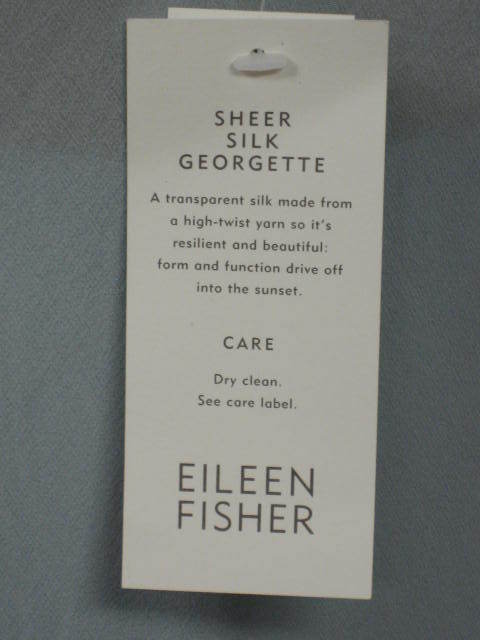 SHEER
SILK
GEORGETTE
A transparent silk made from
a high-twist yarn so it's
resilient and beautiful:
form and function drive off
into the sunset.
CARE
Dry clean.
See care label.
EILEEN
FISHER